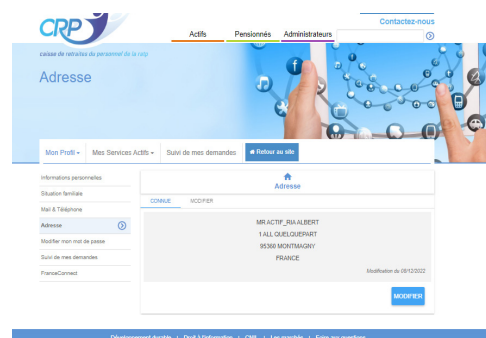 CRP
Contactez-nous
Actifs Pensionnés Administrateurs
caisse de retraites du personnel de la ratp
Adresse
Mon Profil Mes Services Actifs Suivi de mes demandes Retour au site
Informations personnelles
Situation familiale
Mail & Téléphone
Adresse
Modifier mon mot de passe
Suivi de mes demandes
FranceConnect
Adresse
CONNUE MODIFIER
MR ACTIF_RIA ALBERT
1 ALL QUELQUEPART
95360 MONTMAGNY
FRANCE
Modification du 08/12/2022
MODIFIER
Développement durable | Droit à l'information | CNIL | Les marchés | Foire aux questions